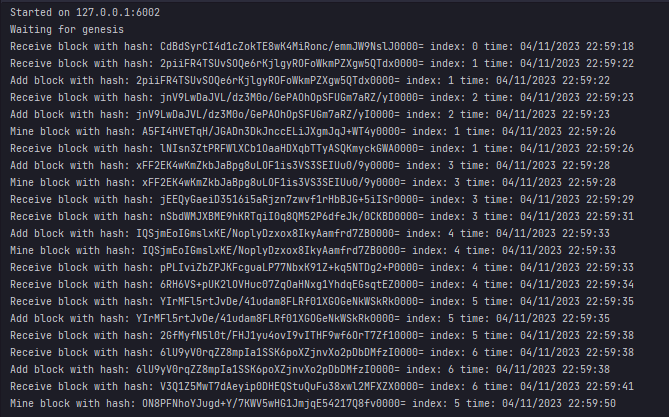 Started on 127.0.0.1:6002
Waiting for genesis
Receive block with hash: CdBdSyrCI4d1cZokTE8wK4MiRonc/emmJW9NslJ0000= index: 0 time: 04/11/2023 22:59:18
Receive block with hash: 2piiFR4TSUvSOQe6rKjlgyROFoWkmPZXgw5QTdx0000= index: 1 time: 04/11/2023 22:59:22
Add block with hash: 2piiFR4TSUvSOQe6rKjlgyROFoWkmPZXgw5QTdx0000= index: 1 time: 04/11/2023 22:59:22
Receive block with hash: jnV9LwDaJVL/dz3M0o/GePAOhOpSFUGm7aRZ/yI0000= index: 2 time: 04/11/2023 22:59:23
Add block with hash: jnV9LwDaJVL/dz3M0o/GePAOhOpSFUGm7aRZ/yI0000= index: 2 time: 04/11/2023 22:59:23
Mine block with hash: A5FI4HVETqH/JGADn3DkJnccELiJXgmJqJ+WT4y0000= index: 1 time: 04/11/2023 22:59:26
Receive block with hash: lNIsn3ZtPRFWlXCb1OaaHDXqbTTyASQKmyckGWA0000= index: 1 time: 04/11/2023 22:59:26
Add block with hash: xFF2EK4wKmZkbJaBpg8uLOF1is3VS3SEIUu0/9y0000= index: 3 time: 04/11/2023 22:59:28
Mine block with hash: xFF2EK4wKmZkbJaBpg8uLOF1is3VS3SEIUu0/9y0000= index: 3 time: 04/11/2023 22:59:28
Receive block with hash: jEEQyGaeiD3516i5aRjzn7zwvf1rHbBJG+5iISr0000= index: 3 time: 04/11/2023 22:59:29
Receive block with hash: nSbdWMJXBME9hKRTqiI0q8QM52P6dfeJk/0CKBD0000= index: 3 time: 04/11/2023 22:59:31
Add block with hash: IQSjmEoIGmslxKE/NoplyDzxox8IkyAamfrd7ZB0000= index: 4 time: 04/11/2023 22:59:33
Mine block with hash: IQSjmEoIGmslxKE/NoplyDzxox8IkyAamfrd7ZB0000= index: 4 time: 04/11/2023 22:59:33
Receive block with hash: pPLIviZbZPJKFcguaLP77NbxK91Z+kq5NTDg2+P0000= index: 4 time: 04/11/2023 22:59:33
Receive block with hash: 6RH6VS+pUK2lOVHuc07ZqOaHNxg1YhdqEGsqtEZ0000= index: 4 time: 04/11/2023 22:59:34
Receive block with hash: YIrMFl5rtJvDe/41udam8FLRf01XGOGeNkWSkRk0000= index: 5 time: 04/11/2023 22:59:35
Add block with hash: YIrMFl5rtJvDe/41udam8FLRf01XGOGeNkWSkRk0000= index: 5 time: 04/11/2023 22:59:35
Receive block with hash: 2GfMyfN5l0t/FHJ1yu4ovI9vITHF9wf6OrT7Zf10000= index: 5 time: 04/11/2023 22:59:38
Receive block with hash: 6lU9yV0rqZZ8mpIa1SSK6poXZjnvXo2pDbDMfzI0000= index: 6 time: 04/11/2023 22:59:38
Add block with hash: 6lU9yV0rqZZ8mpIa1SSK6poXZjnvXo2pDbDMfzI0000= index: 6 time: 04/11/2023 22:59:38
Receive block with hash: V3Q1Z5MwT7dAeyip0DHEQStuQuFu38xwl2MFXZX0000= index: 6 time: 04/11/2023 22:59:41
Mine block with hash: ON8PFNhoYJugd+Y/7KWV5wHG1JmjqE54217Q8fv0000= index: 5 time: 04/11/2023 22:59:50